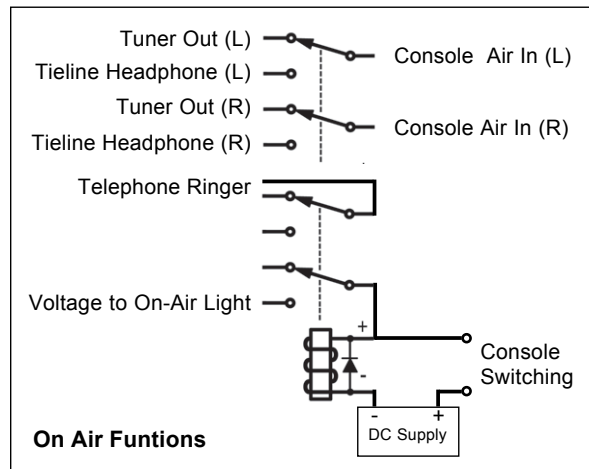 Tuner Out (L)
Console Air In (L)
Tieline Headphone (L)
Tuner Out (R)
Console Air In (R)
Tieline Headphone (R)
Telephone Ringer
Voltage to On-Air Light
+
-
Console
Switching
- +
DC Supply
On Air Funtions